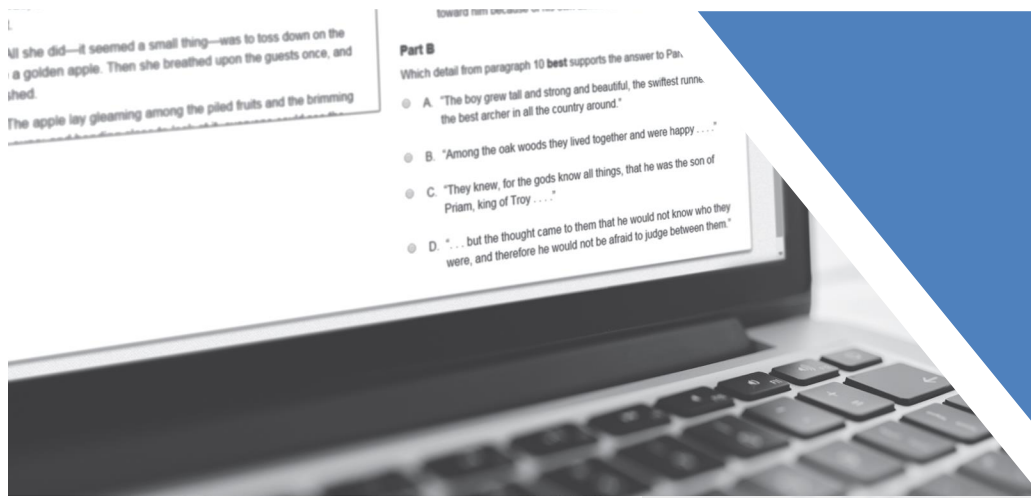 All she did—it seemed a small thing—was to toss down on the
a golden apple. Then she breathed upon the guests once, and
shed.
The apple lay gleaming among the piled fruits and the brimming
toward him because of his
Part B
Which detail from paragraph 10 best supports the answer to
A. "The boy grew tall and strong and beautiful, the swiftest
the best archer in all the country around."
B. "Among the oak woods they lived together and were happy . . . ."
C. "They knew, for the gods know all things, that he was the son of
Priam, king of Troy . . . ."
D. ". . . but the thought came to them that he would not know who they
were, and therefore he would not be afraid to judge between them."